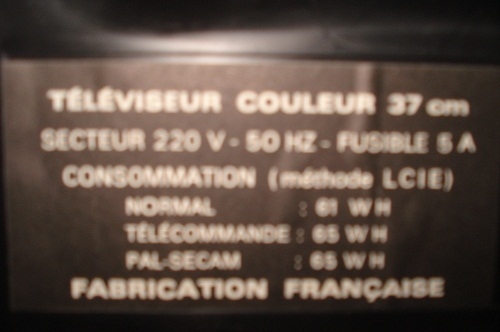 TÉLÉVISEUR COULEUR 37 cm
SECTEUR 220 V - 50 HZ - FUSIBLE 5 A
CONSOMMATION (méthode LCIE)
NORMAL : 61 W H
TÉLÉCOMMANDE : 65 W H
PAL-SECAM : 65 W H
FABRICATION FRANÇAISE